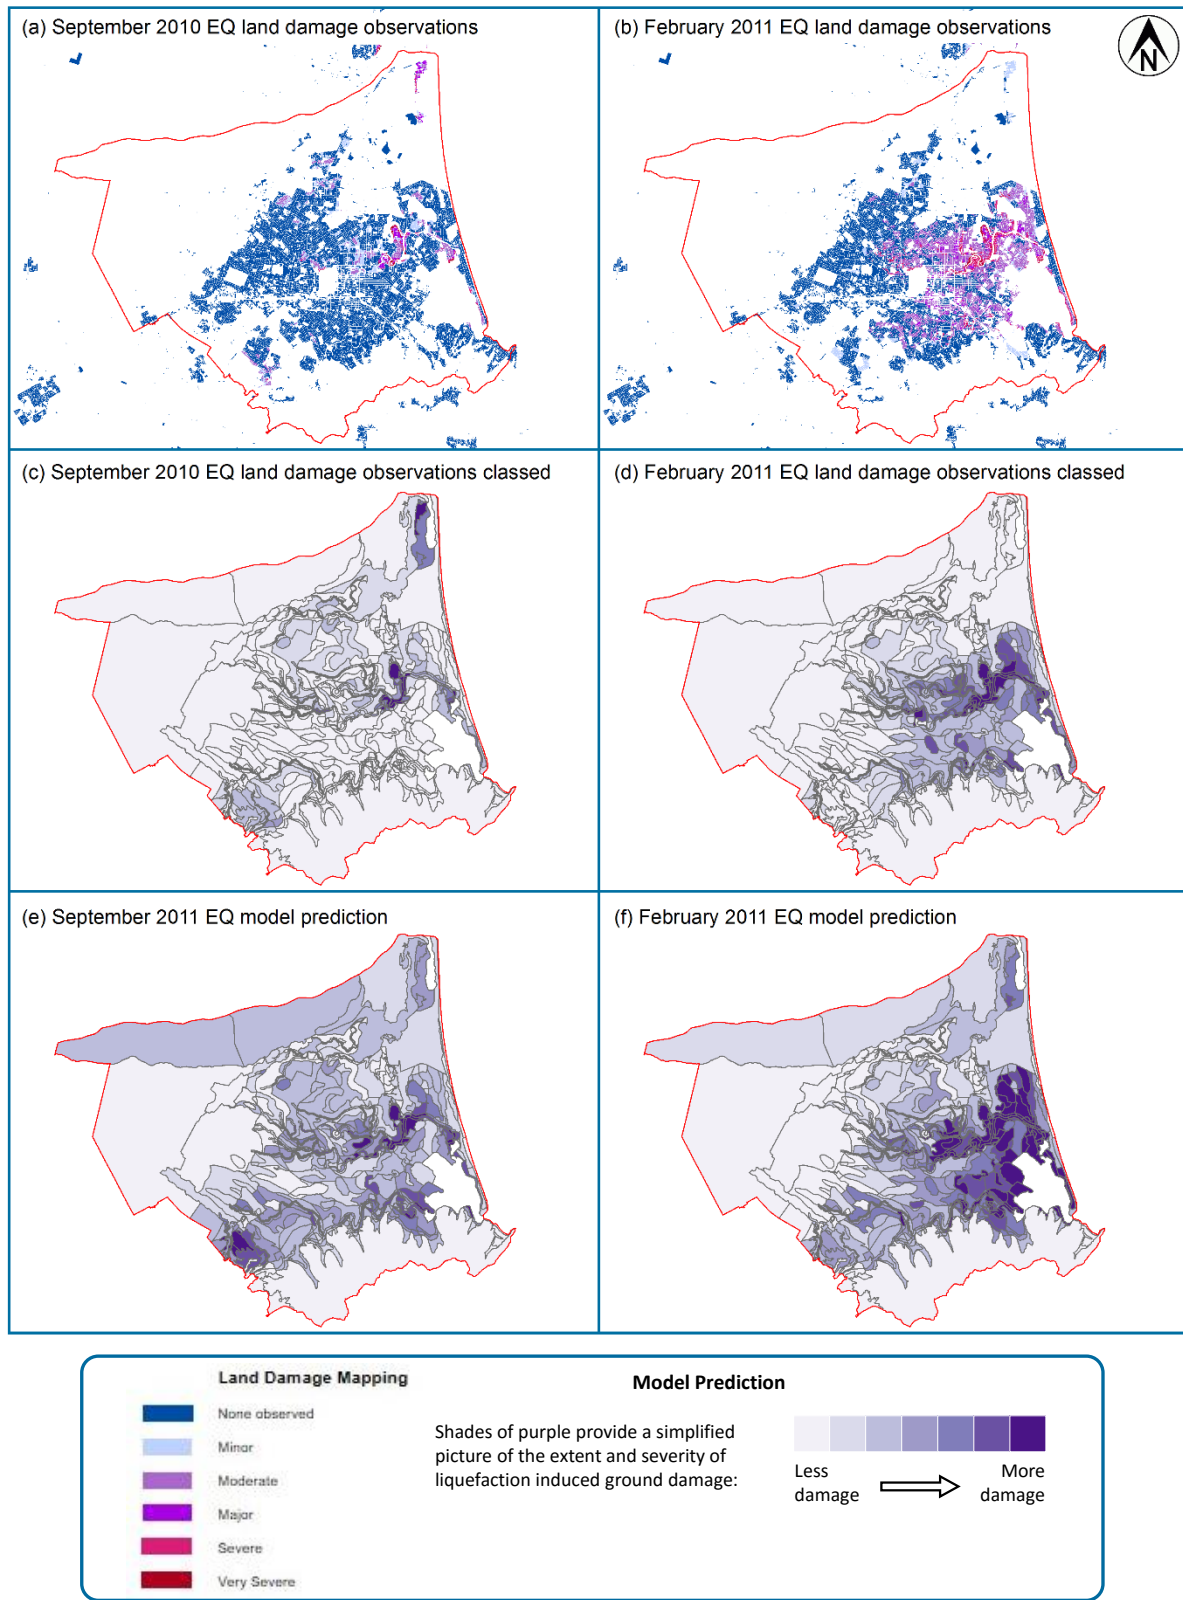 (a) September 2010 EQ land damage observations
(b) February 2011 EQ land damage observations
N
(c) September 2010 EQ land damage observations classed
(d) February 2011 EQ land damage observations classed
(e) September 2011 EQ model prediction
(f) February 2011 EQ model prediction
Land Damage Mapping
None observed
Minor
Moderate
Major
Severe
Very Severe
Model Prediction
Shades of purple provide a simplified
picture of the extent and severity of
liquefaction induced ground damage:
Less
damage
More
damage